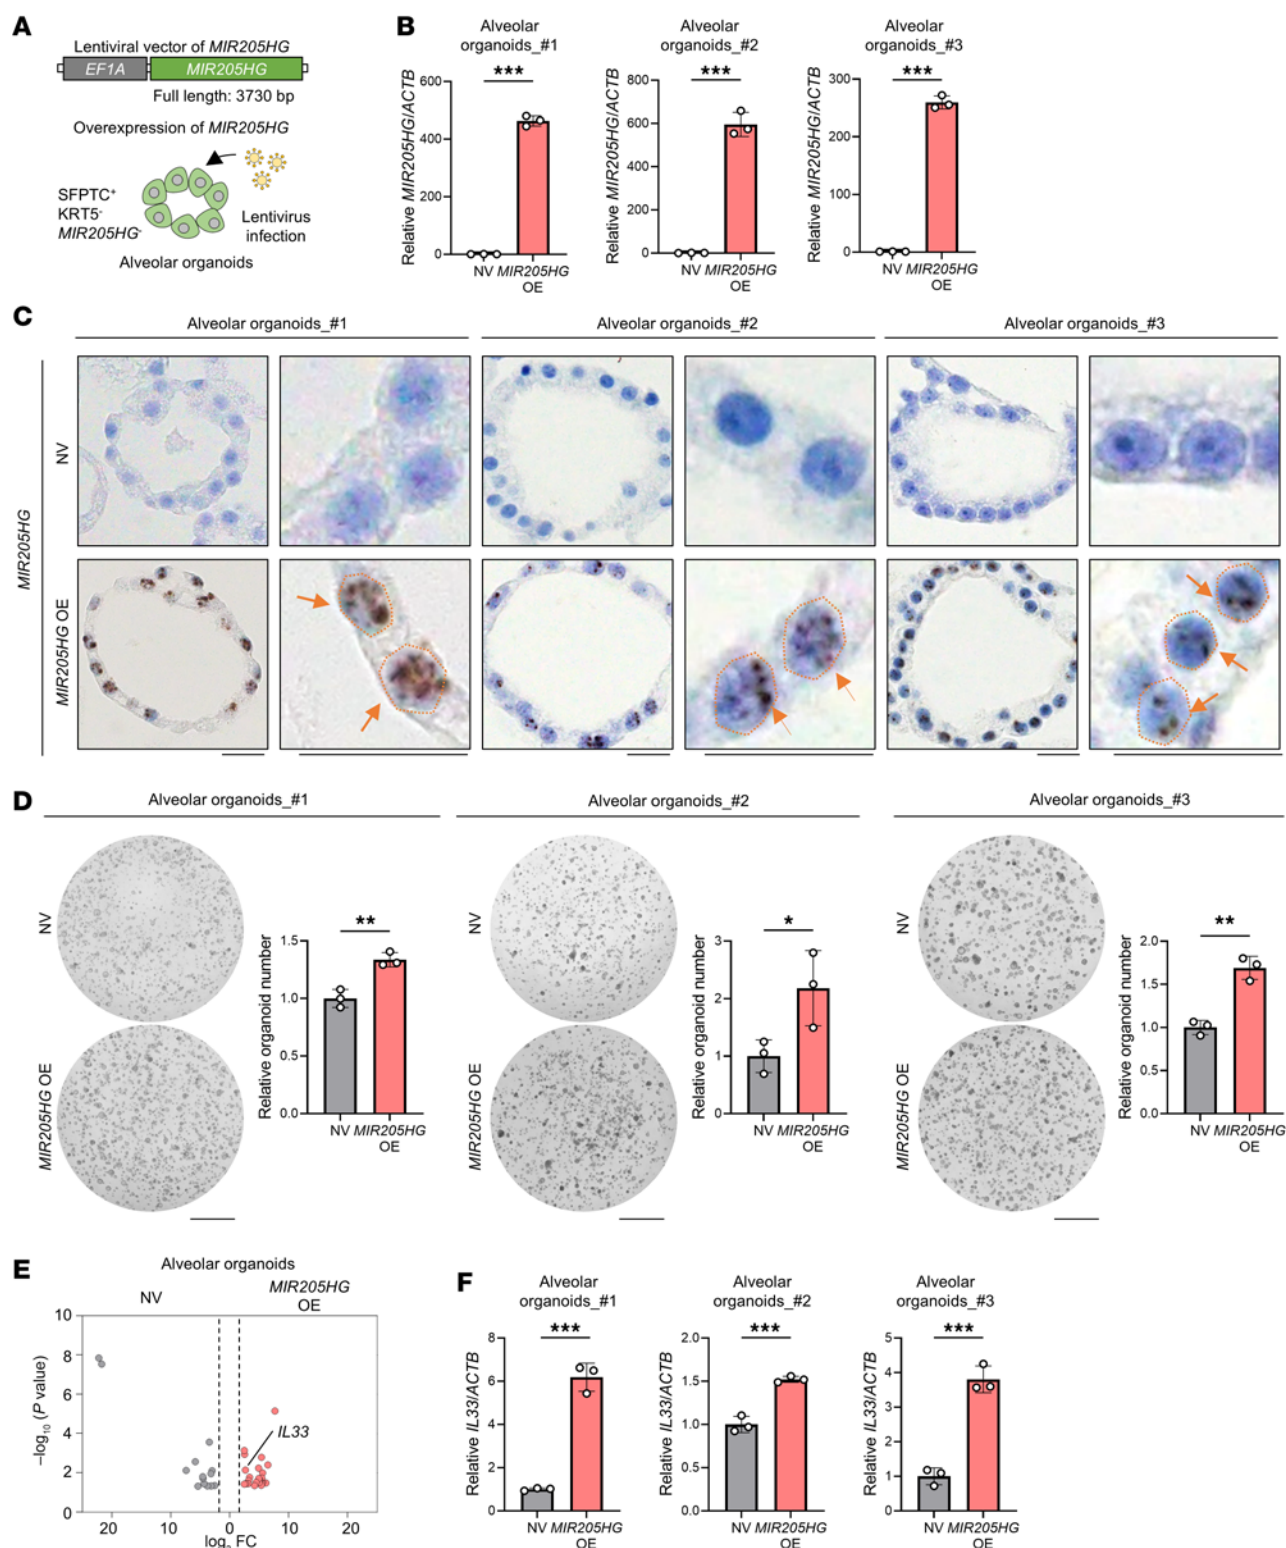 A
Lentiviral vector of MIR205HG
EF1A MIR205HG
Full length: 3730 bp
Overexpression of MIR205HG
SFPTC+
KRT5-
MIR205HG-
Lentivirus
infection
Alveolar organoids
B
Alveolar
organoids_#1
Relative MIR205HG/ACTB
600
400
200
0
***
NV MIR205HG
OE
Alveolar
organoids_#2
Relative MIR205HG/ACTB
800
600
400
200
0
***
NV MIR205HG
OE
Alveolar
organoids_#3
Relative MIR205HG/ACTB
300
200
100
0
***
NV MIR205HG
OE
C
Alveolar organoids_#1
Alveolar organoids_#2
Alveolar organoids_#3
MIR205HG
NV
MIR205HG OE
D
Alveolar organoids_#1
NV
MIR205HG OE
Relative organoid number
1.5
1.0
0.5
0.0
**
NV MIR205HG
OE
Alveolar organoids_#2
NV
MIR205HG OE
Relative organoid number
3
2
1
0
*
NV MIR205HG
OE
Alveolar organoids_#3
NV
MIR205HG OE
Relative organoid number
2.0
1.5
1.0
0.5
0.0
**
NV MIR205HG
OE
E
Alveolar organoids
NV
MIR205HG
OE
–log10 (P value)
10
8
6
4
2
0
IL33
20 10 0 10 20
log2 FC
F
Alveolar
organoids_#1
Relative IL33/ACTB
8
6
4
2
0
***
NV MIR205HG
OE
Alveolar
organoids_#2
Relative IL33/ACTB
2.0
1.5
1.0
0.5
0.0
***
NV MIR205HG
OE
Alveolar
organoids_#3
Relative IL33/ACTB
5
4
3
2
1
0
***
NV MIR205HG
OE